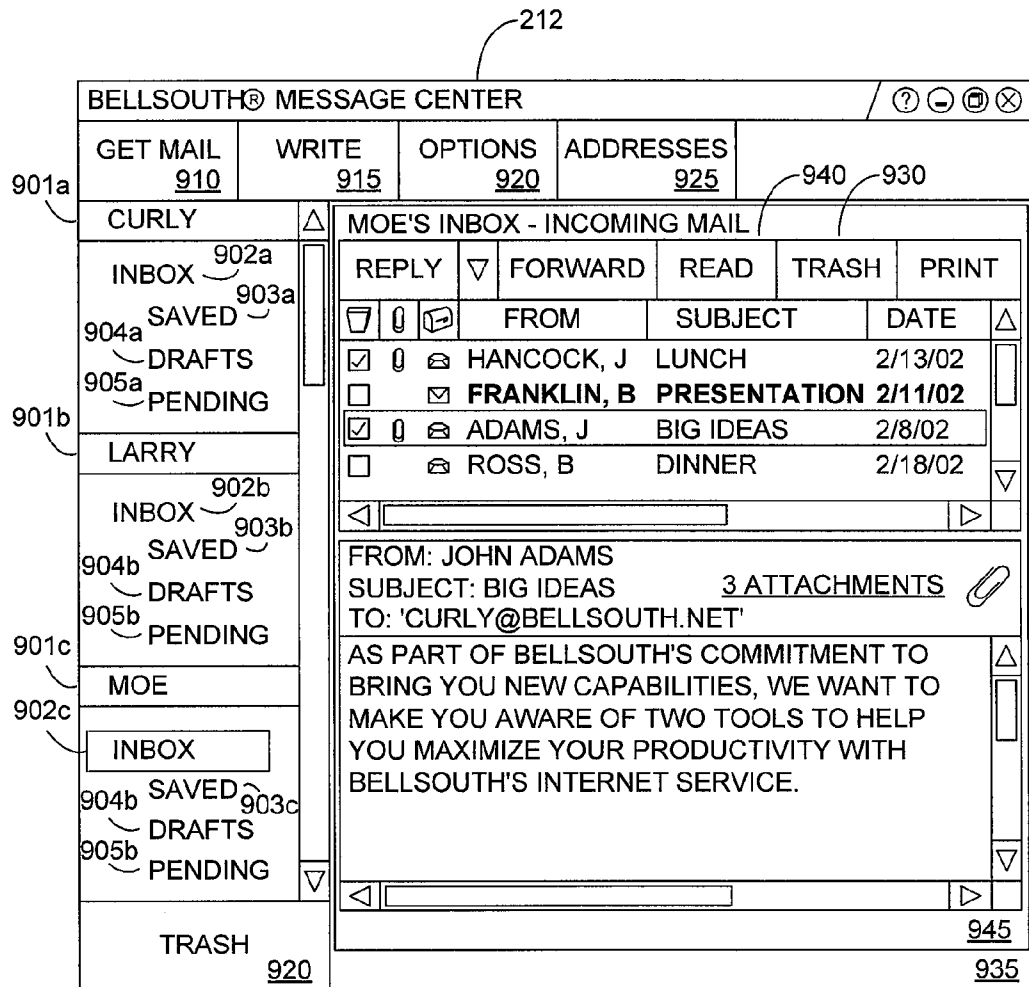 212
BELLSOUTH® MESSAGE CENTER
?
GET MAIL
910
WRITE
915
OPTIONS
920
ADDRESSES
925
940
930
901a
CURLY
INBOX
902a
SAVED
903a
904a
DRAFTS
905a
PENDING
901b
LARRY
INBOX
902b
SAVED
903b
904b
DRAFTS
905b
PENDING
901c
MOE
902c
INBOX
SAVED
903c
904b
DRAFTS
905b
PENDING
TRASH
920
MOE'S INBOX - INCOMING MAIL
REPLY FORWARD READ TRASH PRINT
FROM SUBJECT DATE
HANCOCK, J LUNCH 2/13/02
FRANKLIN, B PRESENTATION 2/11/02
ADAMS, J BIG IDEAS 2/8/02
ROSS, B DINNER 2/18/02
FROM: JOHN ADAMS
SUBJECT: BIG IDEAS 3 ATTACHMENTS
TO: 'CURLY@BELLSOUTH.NET'
AS PART OF BELLSOUTH'S COMMITMENT TO
BRING YOU NEW CAPABILITIES, WE WANT TO
MAKE YOU AWARE OF TWO TOOLS TO HELP
YOU MAXIMIZE YOUR PRODUCTIVITY WITH
BELLSOUTH'S INTERNET SERVICE.
945
935